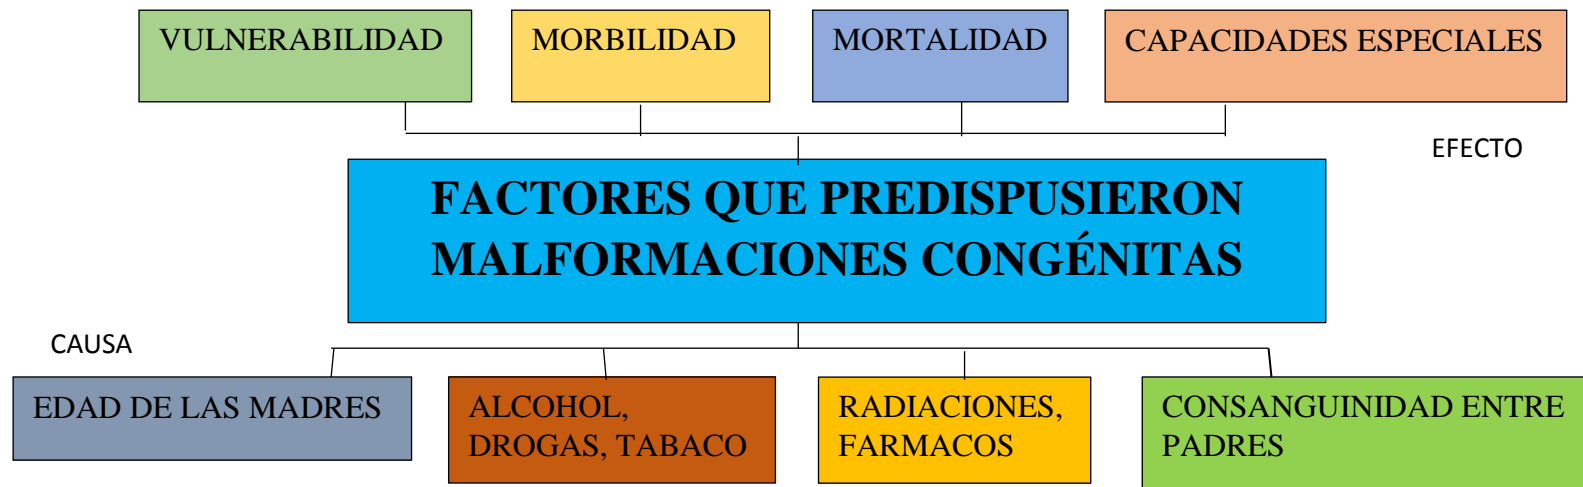 VULNERABILIDAD
MORBILIDAD
MORTALIDAD
CAPACIDADES ESPECIALES
EFECTO
FACTORES QUE PREDISPUSIERON
MALFORMACIONES CONGÉNITAS
CAUSA
EDAD DE LAS MADRES
ALCOHOL,
DROGAS, TABACO
RADIACIONES,
FARMACOS
CONSANGUINIDAD ENTRE
PADRES